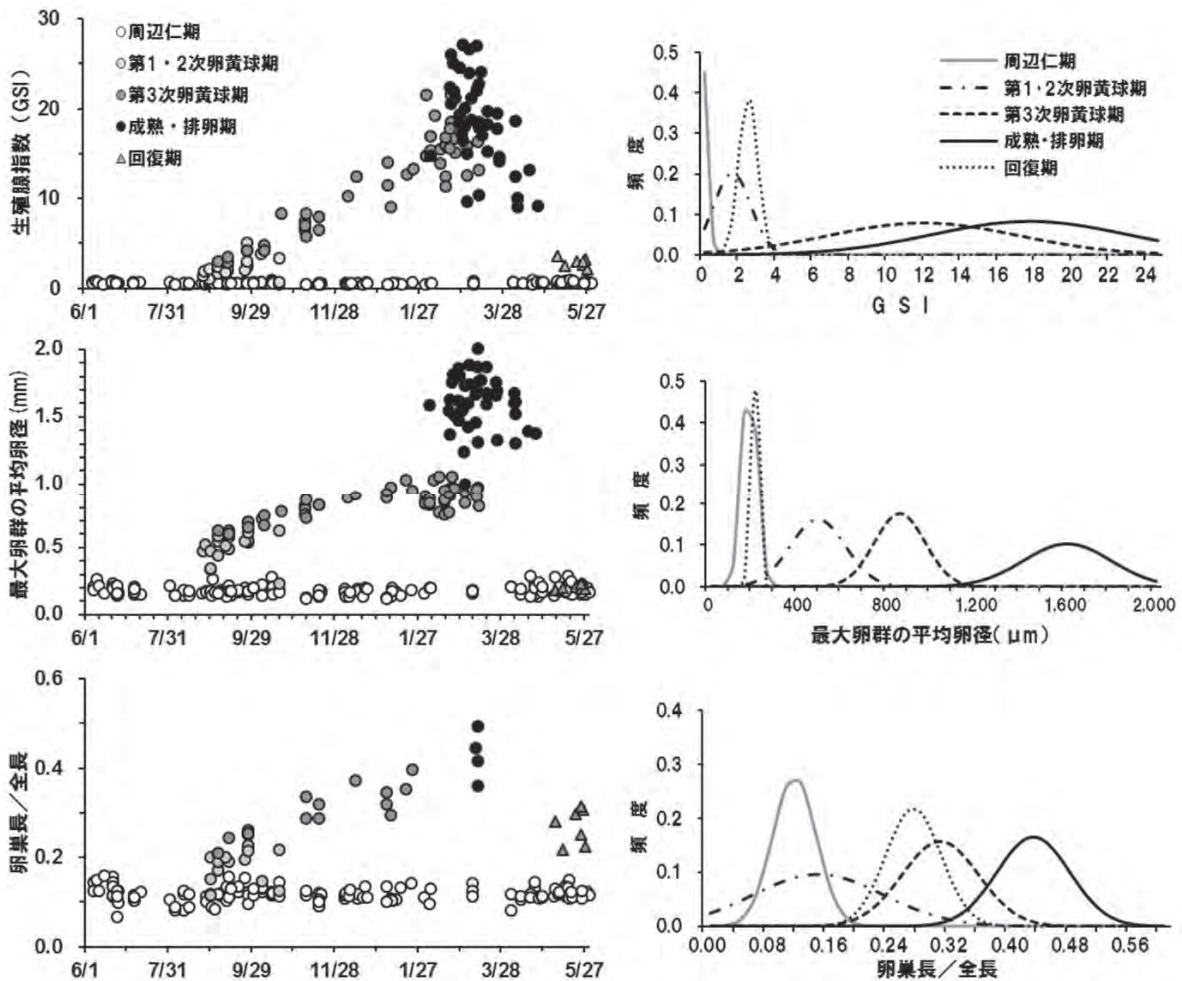 30
20
10
0
生殖腺指数(GSI)
周辺仁期
第1・2次卵黄球期
第3次卵黄球期
成熟・排卵期
回復期
6/1 7/31 9/29 11/28 1/27 3/28 5/27
0.5
0.4
0.3
0.2
0.1
0.0
頻度
周辺仁期
第1・2次卵黄球期
第3次卵黄球期
成熟・排卵期
回復期
0 2 4 6 8 10 12 14 16 18 20 22 24
GSI
2.0
1.5
1.0
0.5
0.0
最大卵群の平均卵径(mm)
6/1 7/31 9/29 11/28 1/27 3/28 5/27
0.5
0.4
0.3
0.2
0.1
0.0
頻度
0 400 800 1,200 1,600 2,000
最大卵群の平均卵径(μm)
0.6
0.4
0.2
0.0
卵巣長/全長
6/1 7/31 9/29 11/28 1/27 3/28 5/27
0.4
0.3
0.2
0.1
0.0
頻度
0.00 0.08 0.16 0.24 0.32 0.40 0.48 0.56
卵巣長/全長